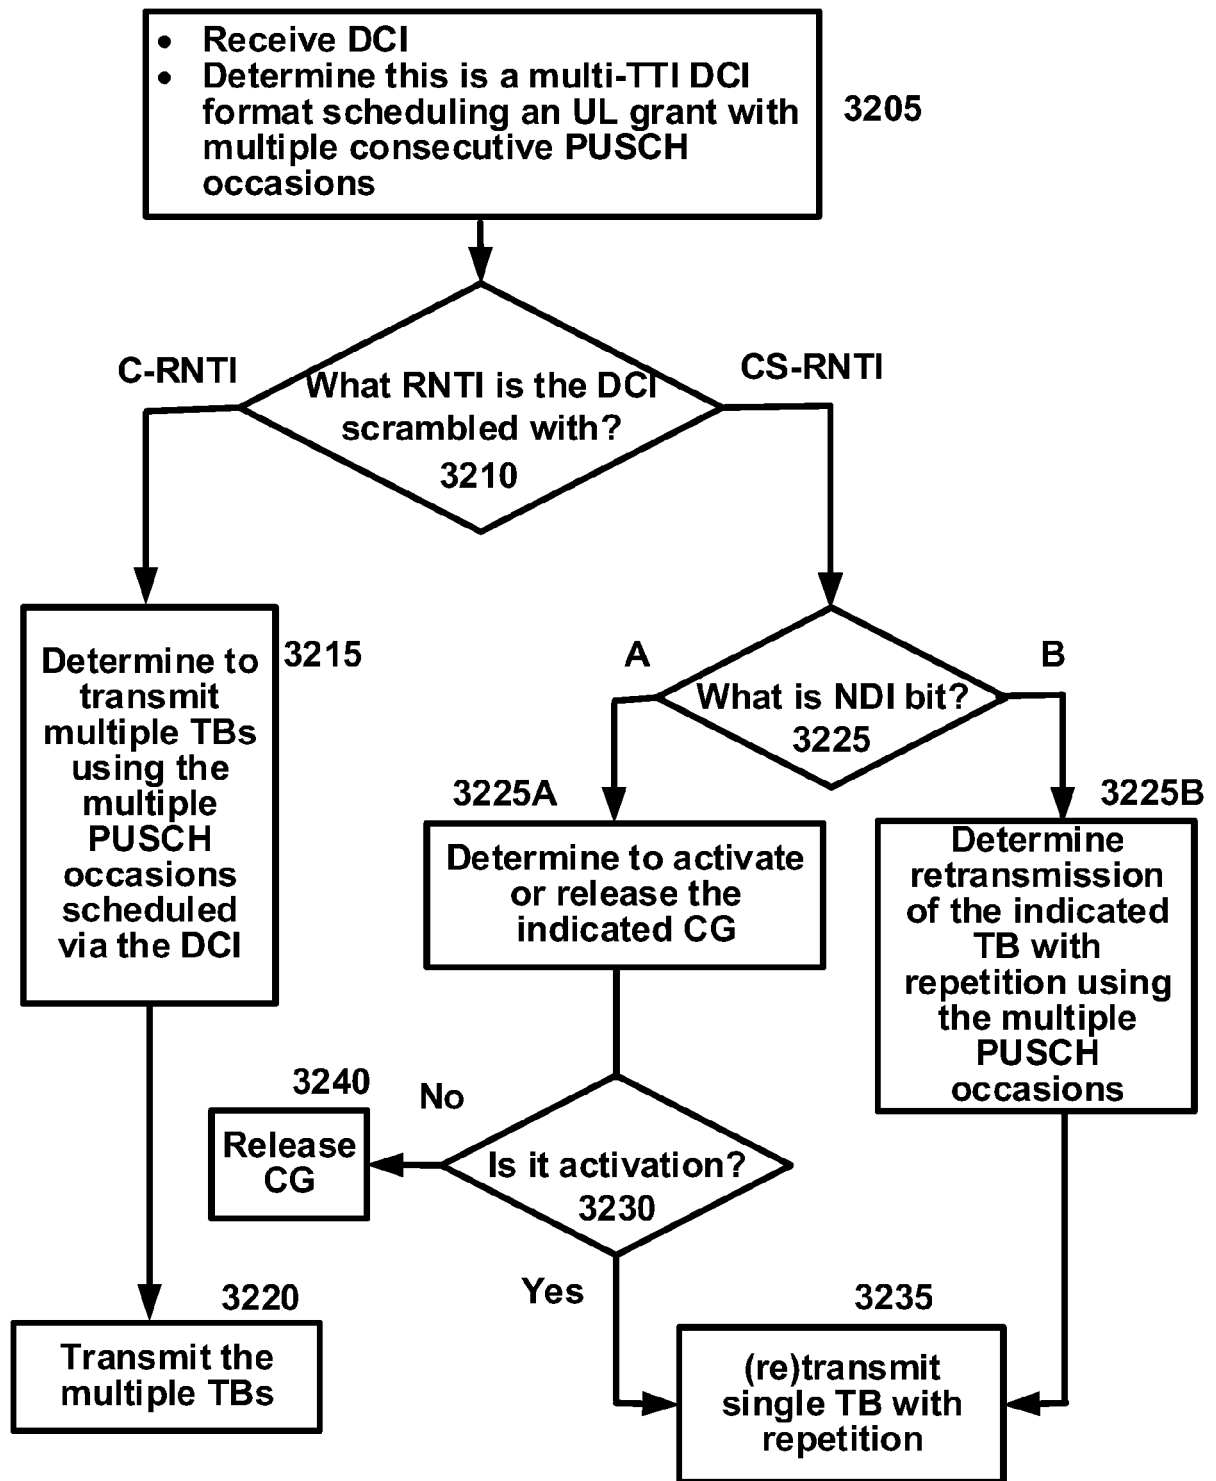 • Receive DCI
• Determine this is a multi-TTI DCI
format scheduling an UL grant with
multiple consecutive PUSCH
occasions
3205
C-RNTI
CS-RNTI
What RNTI is the DCI
scrambled with?
3210
3215
Determine to
transmit
multiple TBs
using the
multiple
PUSCH
occasions
scheduled
via the DCI
A
B
What is NDI bit?
3225
3225A
Determine to activate
or release the
indicated CG
3225B
Determine
retransmission
of the indicated
TB with
repetition using
the multiple
PUSCH
occasions
3240
No
Release
CG
Is it activation?
3230
Yes
3220
Transmit the
multiple TBs
3235
(re)transmit
single TB with
repetition